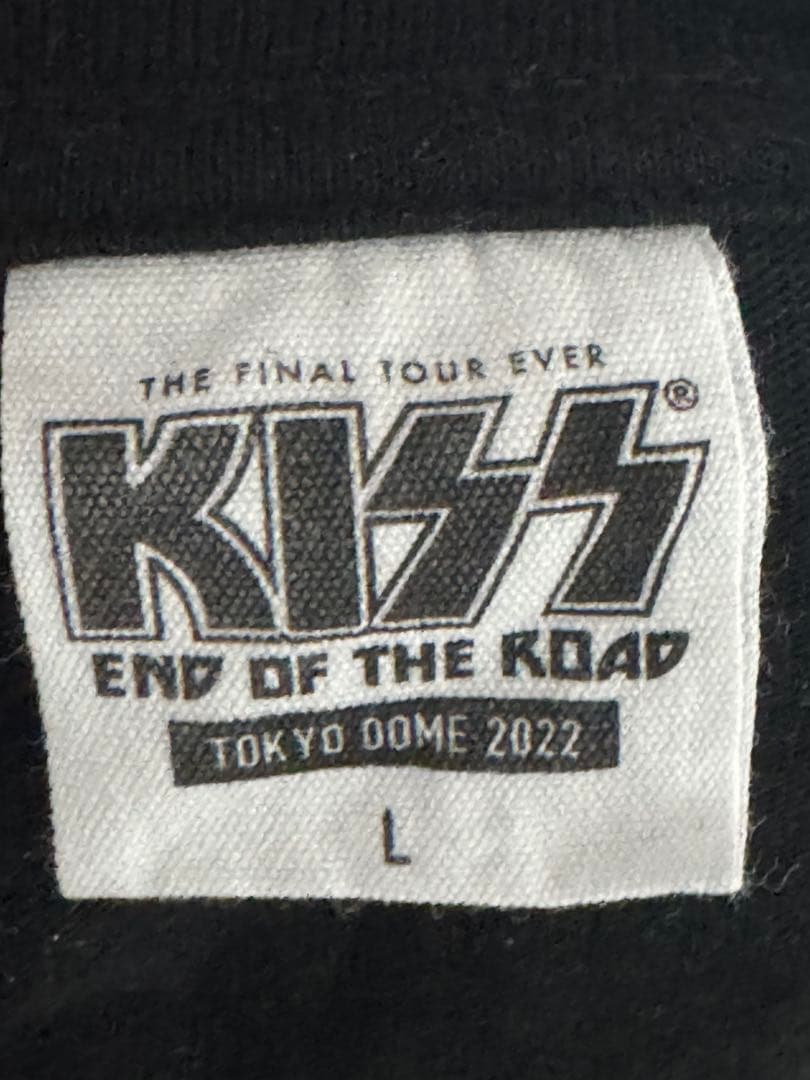 THE FINAL TOUR EVER
KISS®
END OF THE ROAD
TOKYO DOME 2022
L